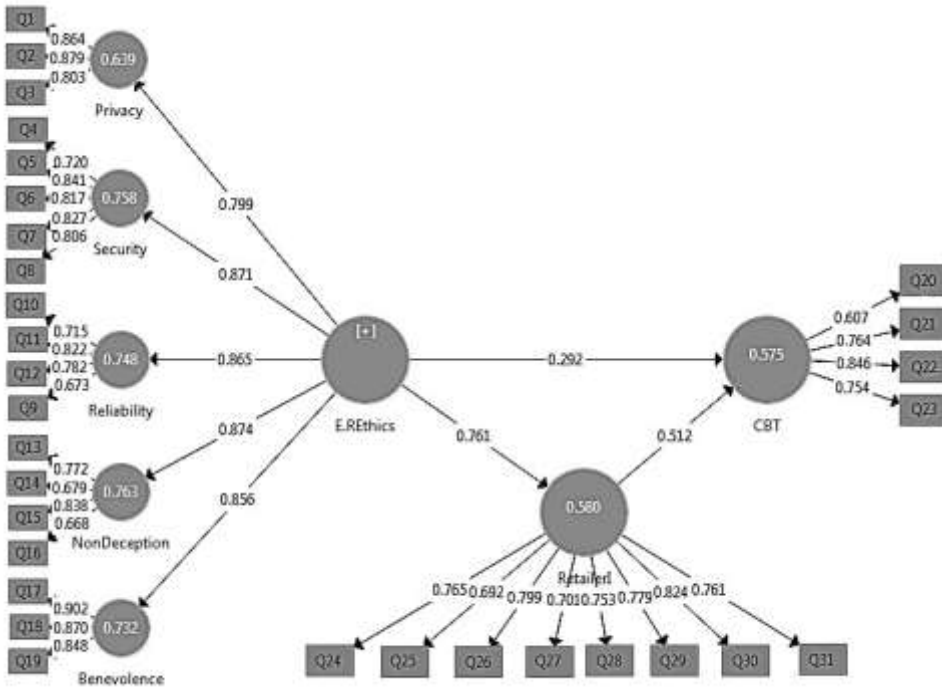 Q1
0.864
Q2
0.879
0.639
Q3
0.803
Privacy
Q4
Q5
0.720
0.841
Q6
0.817
0.758
0.827
Q7
0.806
Security
Q8
0.799
0.871
Q10
0.715
Q11
0.822
0.748
Q12
0.782
0.673
Q9
Reliability
0.865
[+]
E.REthics
0.292
0.575
CBT
Q20
0.607
Q21
0.764
0.846
Q22
0.754
Q23
Q13
0.772
Q14
0.679
0.763
Q15
0.838
0.668
NonDeception
Q16
0.874
0.761
0.512
0.856
Q17
0.902
Q18
0.870
0.732
0.848
Q19
Benevolence
0.580
RetailerI
0.765
0.692
0.799
0.701
0.753
0.779
0.824
0.761
Q24
Q25
Q26
Q27
Q28
Q29
Q30
Q31